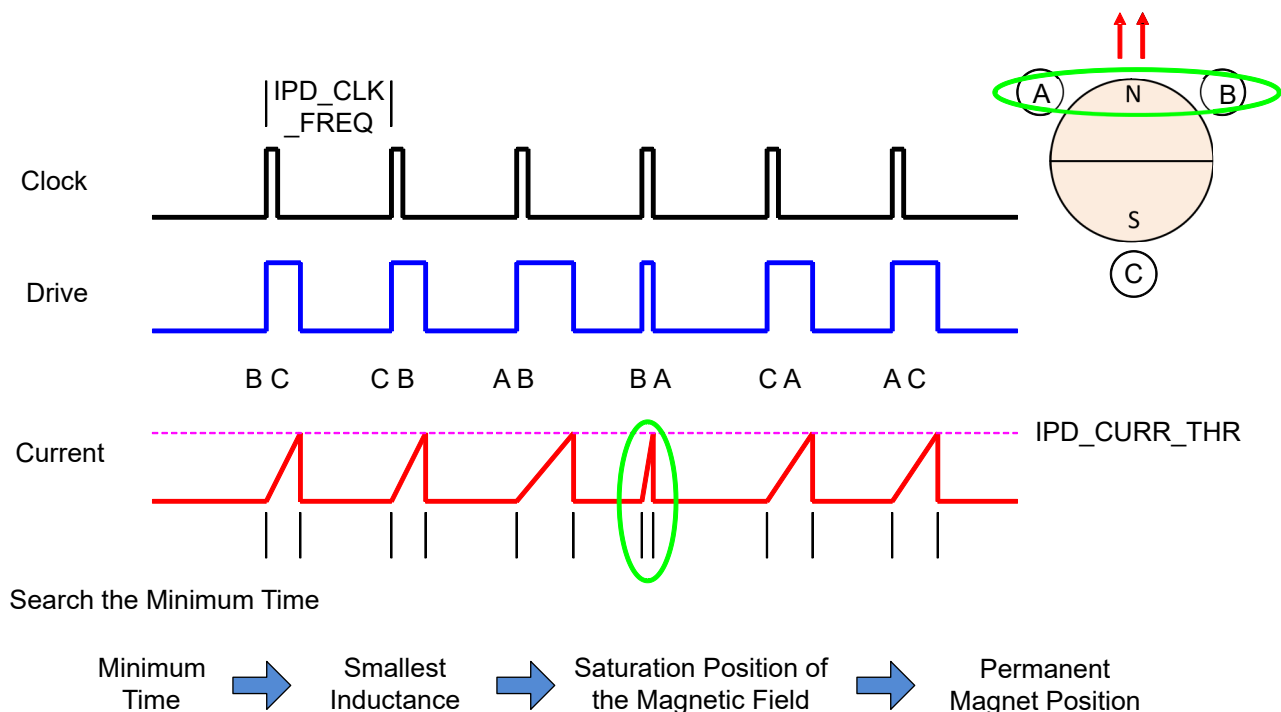 IPD_CLK
_FREQ
A
N
B
Clock
S
C
Drive
B C
C B
A B
B A
C A
A C
IPD_CURR_THR
Current
Search the Minimum Time
Minimum
Time
Smallest
Inductance
Saturation Position of
the Magnetic Field
Permanent
Magnet Position